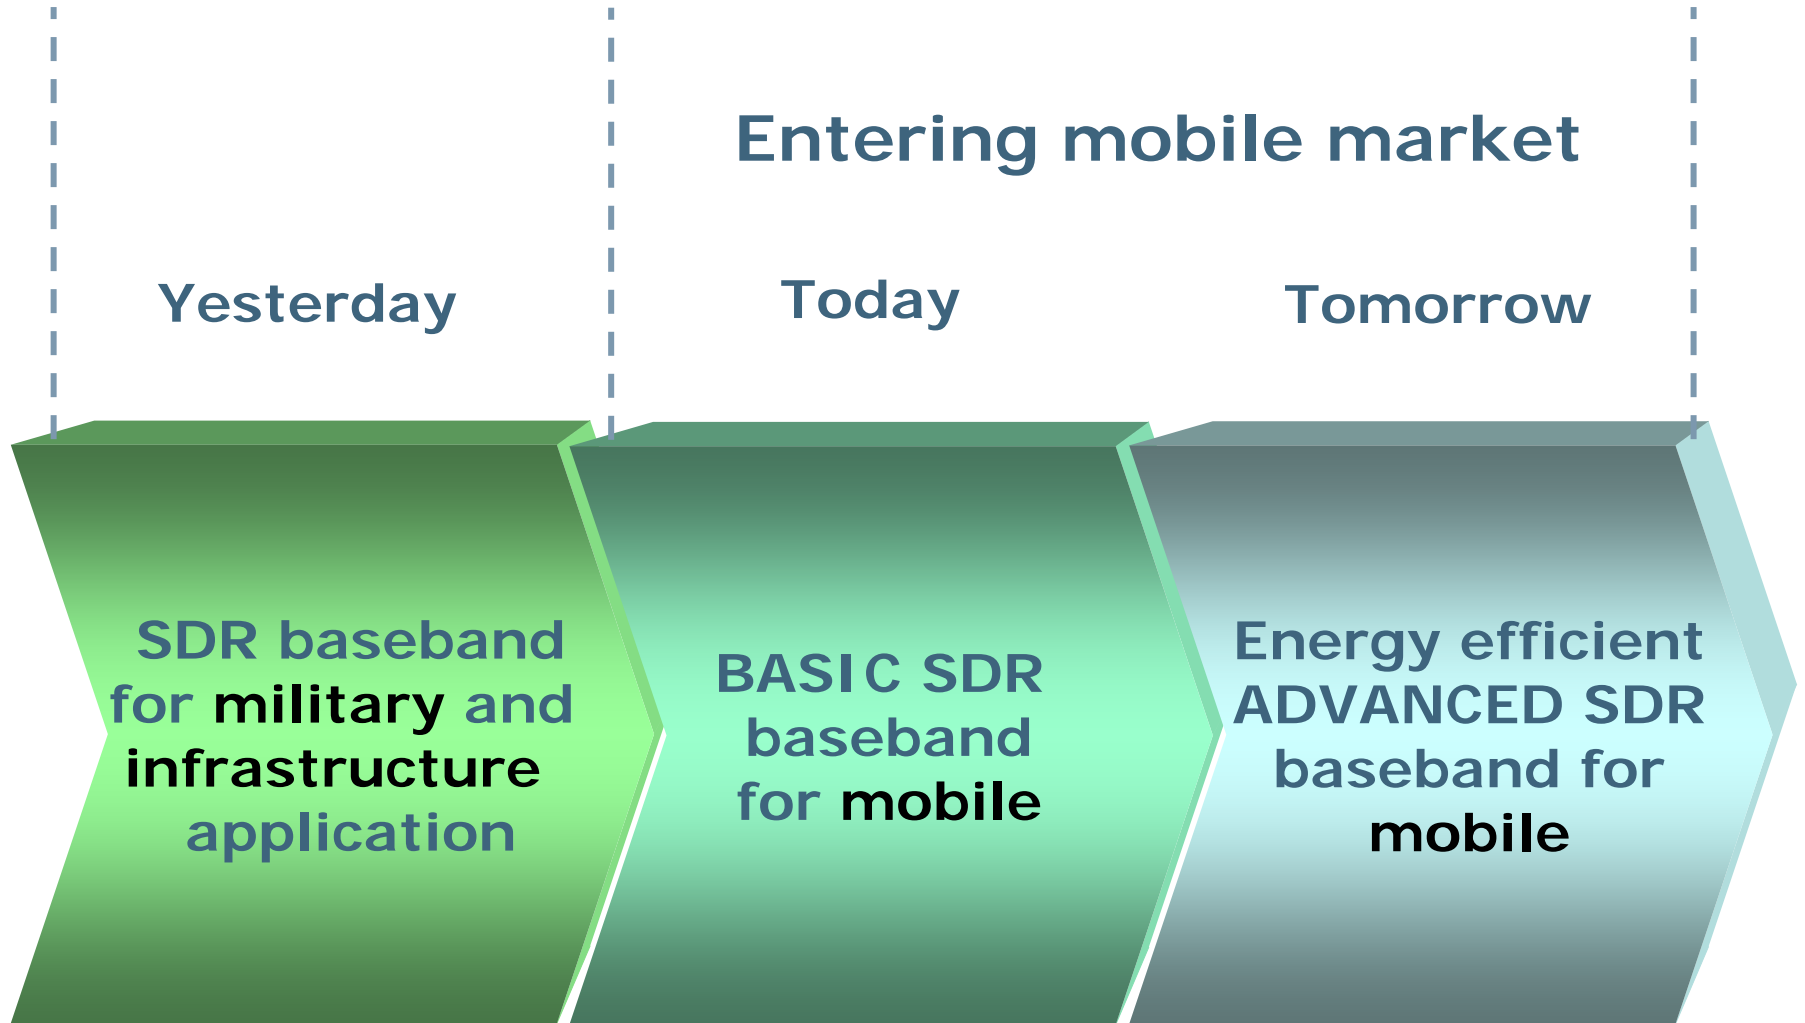 Entering mobile market
Yesterday
Today
Tomorrow
SDR baseband
for military and
infrastructure
application
BASIC SDR
baseband
for mobile
Energy efficient
ADVANCED SDR
baseband for
mobile